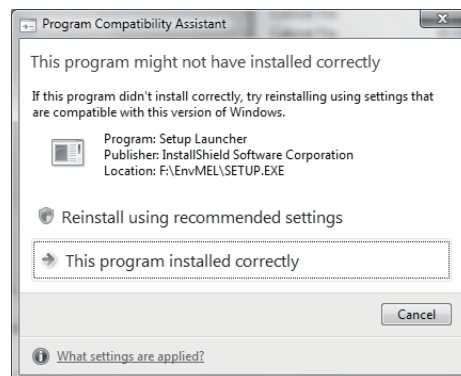 Program Compatibility Assistant
This program might not have installed correctly
If this program didn't install correctly, try reinstalling using settings that
are compatible with this version of Windows.
Program: Setup Launcher
Publisher: InstallShield Software Corporation
Location: F:\EnvMEL\SETUP.EXE
Reinstall using recommended settings
This program installed correctly
Cancel
What settings are applied?